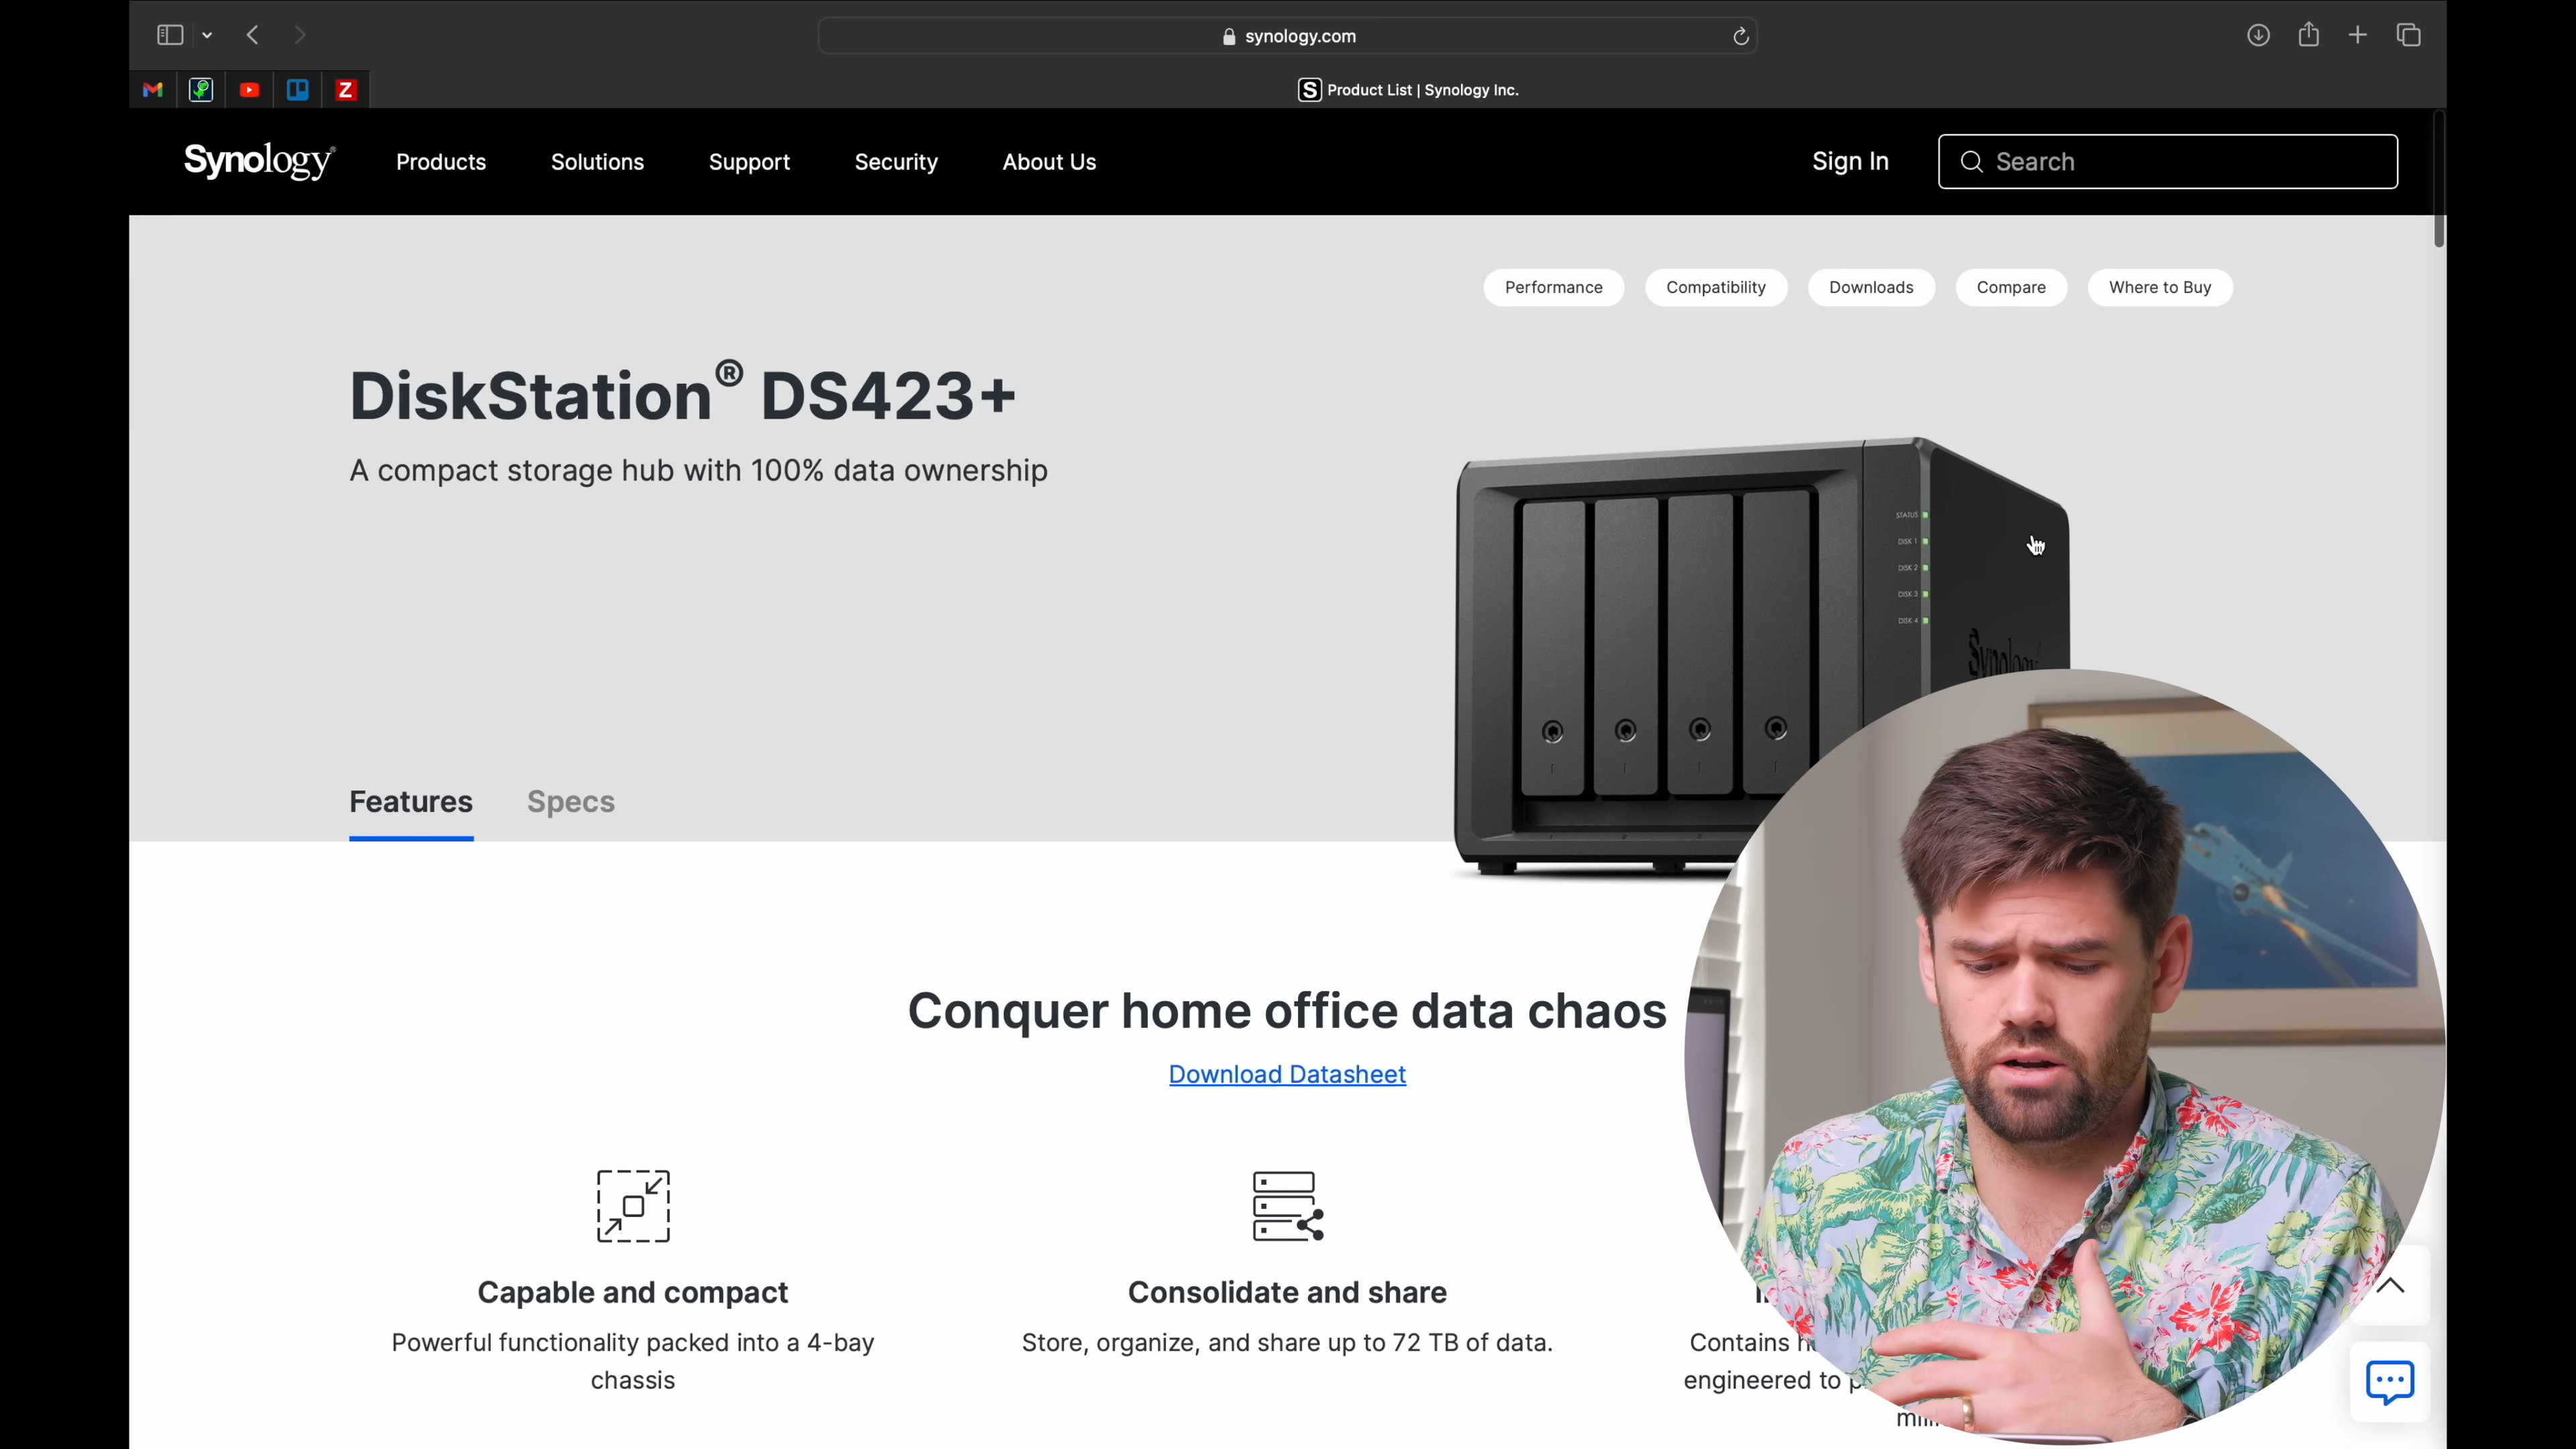 synology.com
Z
S Product List | Synology Inc.
Synology® Products Solutions Support Security About Us Sign In Search
Performance Compatibility Downloads Compare Where to Buy
DiskStation® DS423+
A compact storage hub with 100% data ownership
STATUS
DISK 1
DISK 2
DISK 3
DISK 4
Synology
Features Specs
Conquer home office data chaos
Download Datasheet
Capable and compact
Powerful functionality packed into a 4-bay
chassis
Consolidate and share
Store, organize, and share up to 72 TB of data.
Contains
engineered to